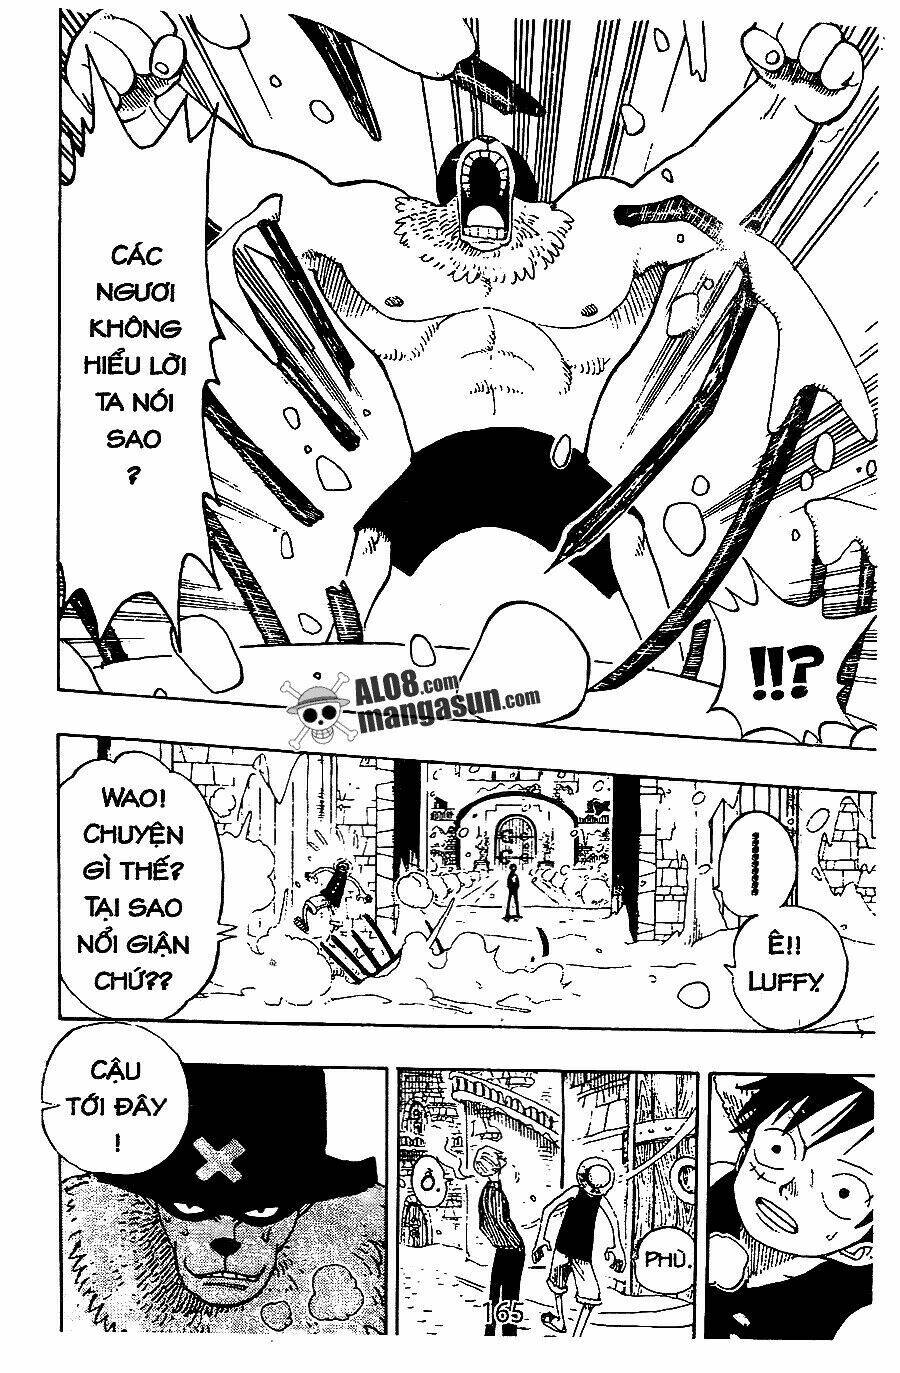 CÁC
NGƯƠI
KHÔNG
HIỂU LỜI
TA NÓI
SAO
?
!!?
AL08.com
mangasun.com
WAO!
CHUYỆN
GÌ THẾ?
TẠI SAO
NỔI GIẬN
CHỨ??
Ê!!
LUFFY.
CẬU
TỚI ĐÂY
!
Ồ.
PHÙ.
165